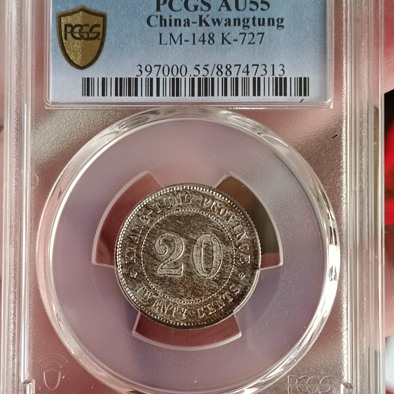 PCGS AU55
China-Kwangtung
PCGS
LM-148 K-727
397000.55/88747313
KWANG-TUNG PROVINCE
20
TWENTY CENTS
PCGS